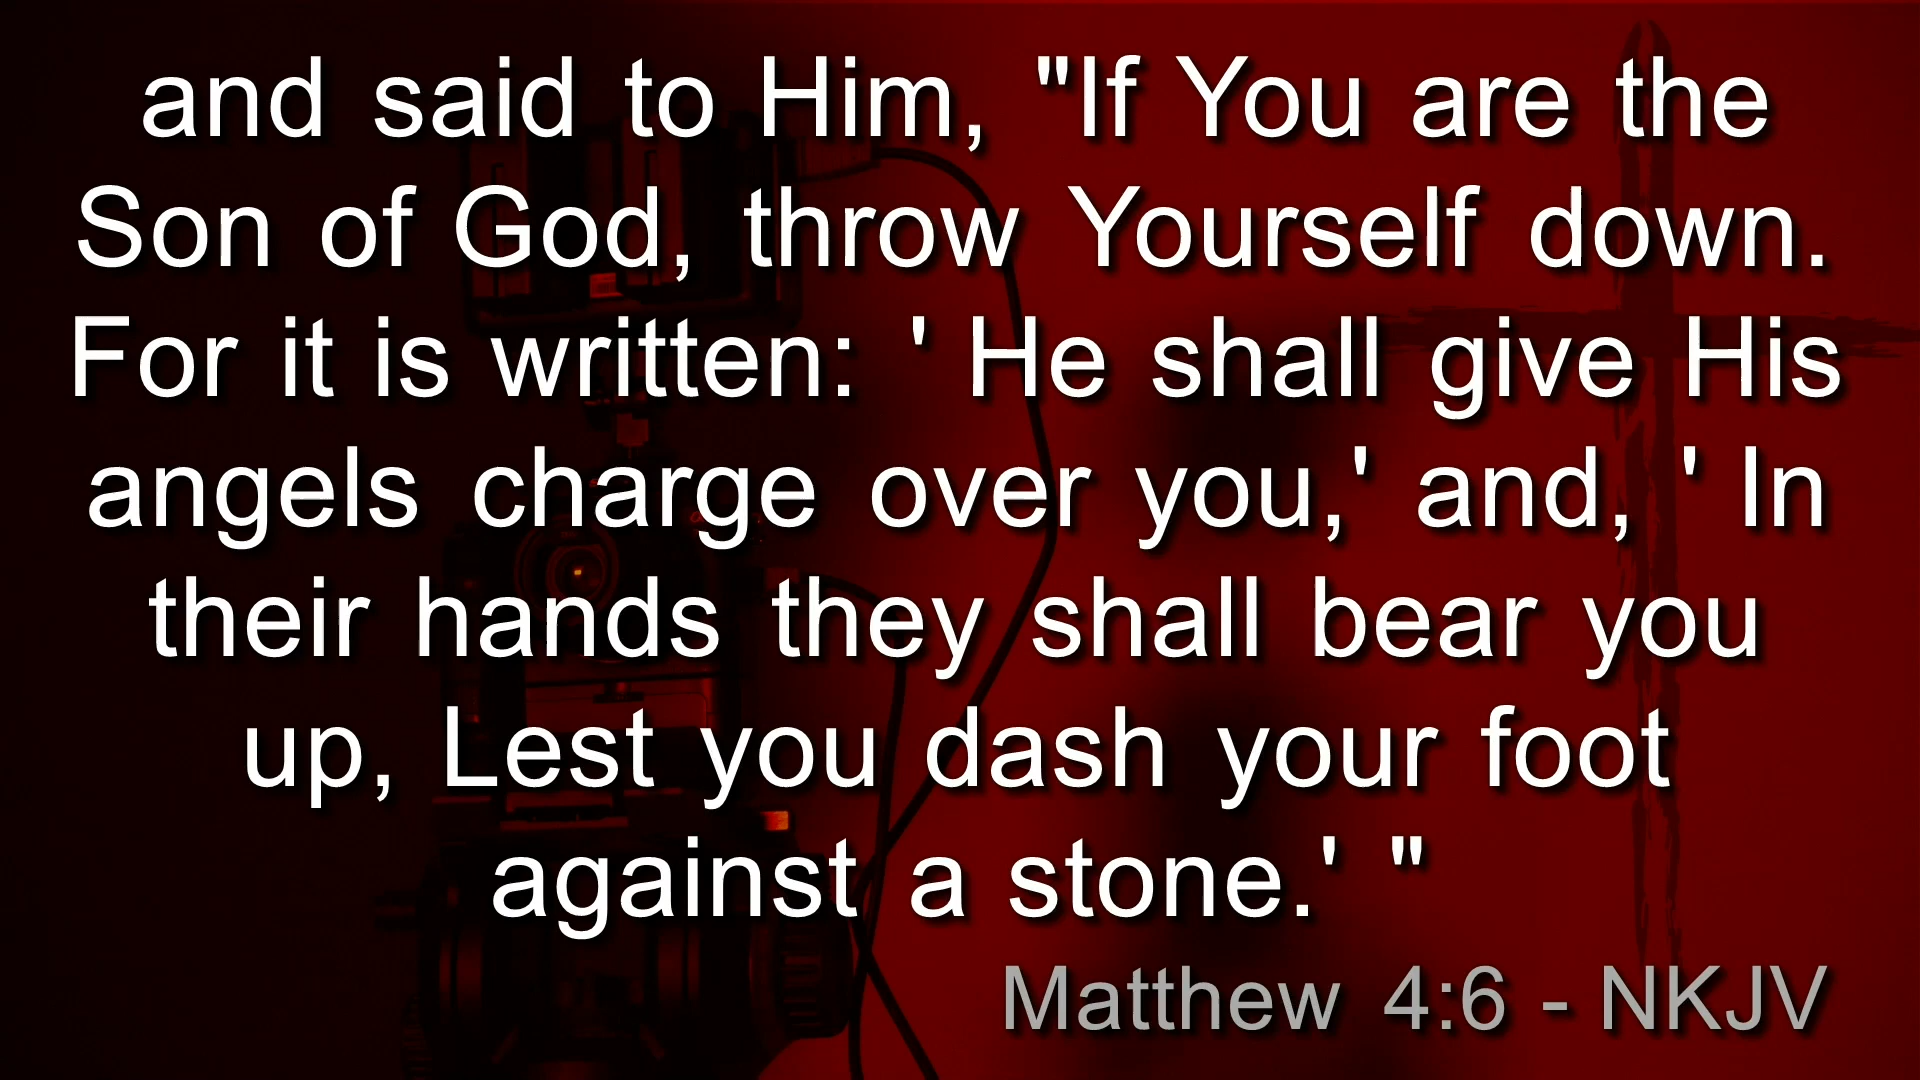 and said to Him, "If You are the
Son of God, throw Yourself down.
For it is written: ' He shall give His
angels charge over you,' and, ' In
their hands they shall bear you
up, Lest you dash your foot
against a stone.' "
Matthew 4:6 - NKJV